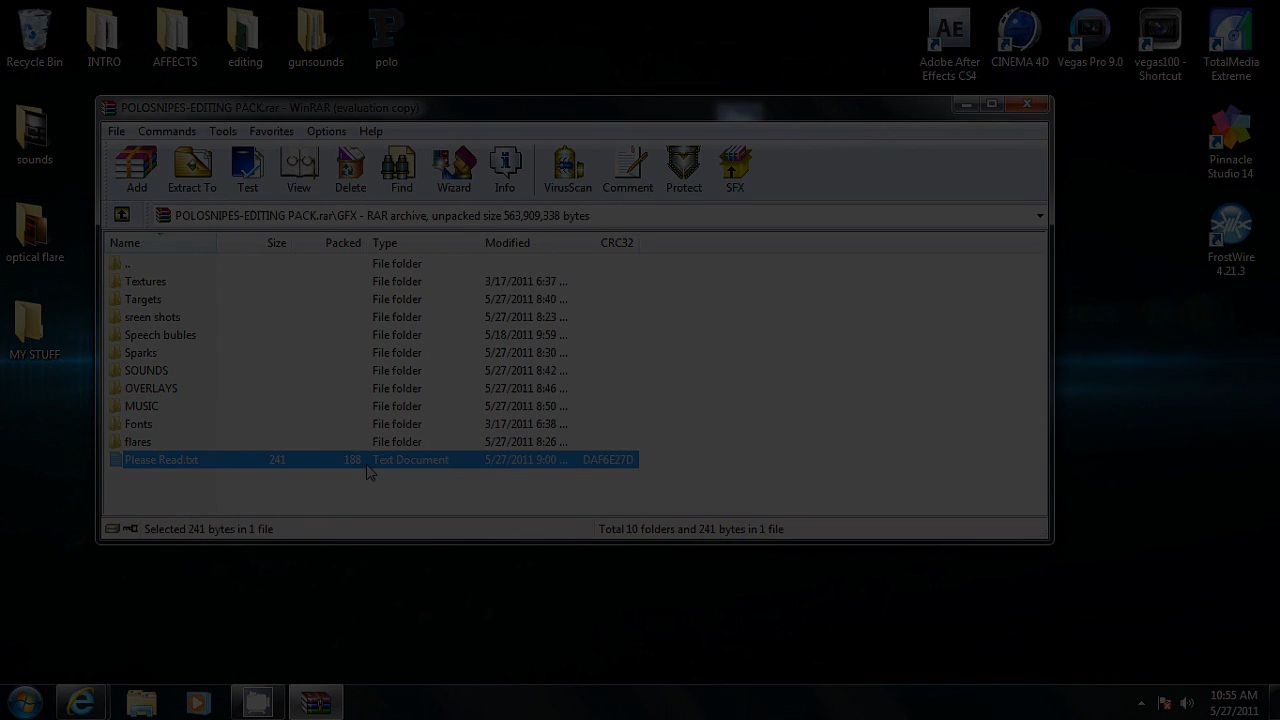 Recycle Bin
INTRO
AFFECTS
editing
gunsounds
polo
Adobe After
Effects CS4
CINEMA 4D
Vegas Pro 9.0
vegas100 -
Shortcut
TotalMedia
Extreme
sounds
optical flare
MY STUFF
Pinnacle
Studio 14
FrostWire
4.21.3
POLOSNIPES-EDITING PACK.rar - WinRAR (evaluation copy)
File Commands Tools Favorites Options Help
Add Extract To Test View Delete Find Wizard Info VirusScan Comment Protect SFX
POLOSNIPES-EDITING PACK.rar\GFX - RAR archive, unpacked size 563,909,338 bytes
Name Size Packed Type Modified CRC32
.. File folder
Textures File folder 3/17/2011 6:37 ...
Targets File folder 5/27/2011 8:40 ...
sreen shots File folder 5/27/2011 8:23 ...
Speech bubles File folder 5/18/2011 9:59 ...
Sparks File folder 5/27/2011 8:30 ...
SOUNDS File folder 5/27/2011 8:42 ...
OVERLAYS File folder 5/27/2011 8:46 ...
MUSIC File folder 5/27/2011 8:50 ...
Fonts File folder 3/17/2011 6:38 ...
flares File folder 5/27/2011 8:26 ...
Please Read.txt 241 188 Text Document 5/27/2011 9:00 ... DAF6E27D
Selected 241 bytes in 1 file
Total 10 folders and 241 bytes in 1 file
10:55 AM
5/27/2011